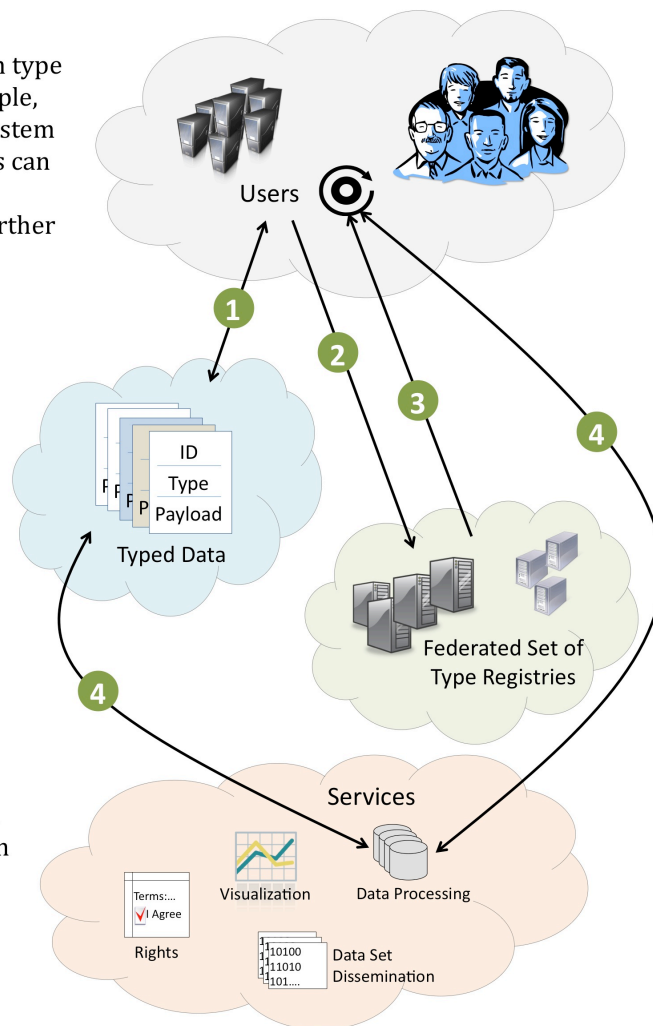 n type
ple,
stem
s can
rther
Users
1
2
3
4
ID
Type
Payload
P
P
P
P
Typed Data
Federated Set of
Type Registries
4
Services
n
Visualization
Data Processing
Terms:...
I Agree
Rights
10100
11010
101....
Data Set
Dissemination